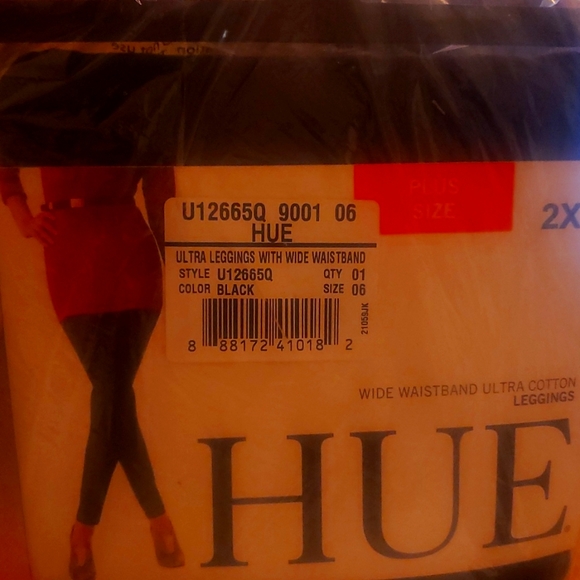 PLUS
SIZE
2X
U12665Q 9001 06
HUE
ULTRA LEGGINGS WITH WIDE WAISTBAND
STYLE U12665Q QTY 01
COLOR BLACK SIZE 06
21059JK
8 88172 41018 2
WIDE WAISTBAND ULTRA COTTON
LEGGINGS
HUE